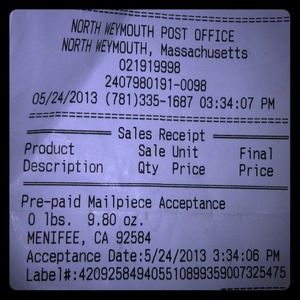 NORTH WEYMOUTH POST OFFICE
NORTH WEYMOUTH, Massachusetts
021919998
2407980191-0098
05/24/2013 (781)335-1687 03:34:07 PM
Sales Receipt
Product Sale Unit Final
Description Qty Price Price
Pre-paid Mailpiece Acceptance
0 lbs. 9.80 oz.
MENIFEE, CA 92584
Acceptance Date:5/24/2013 3:34:06 PM
Label#:420925849405510899359007325475